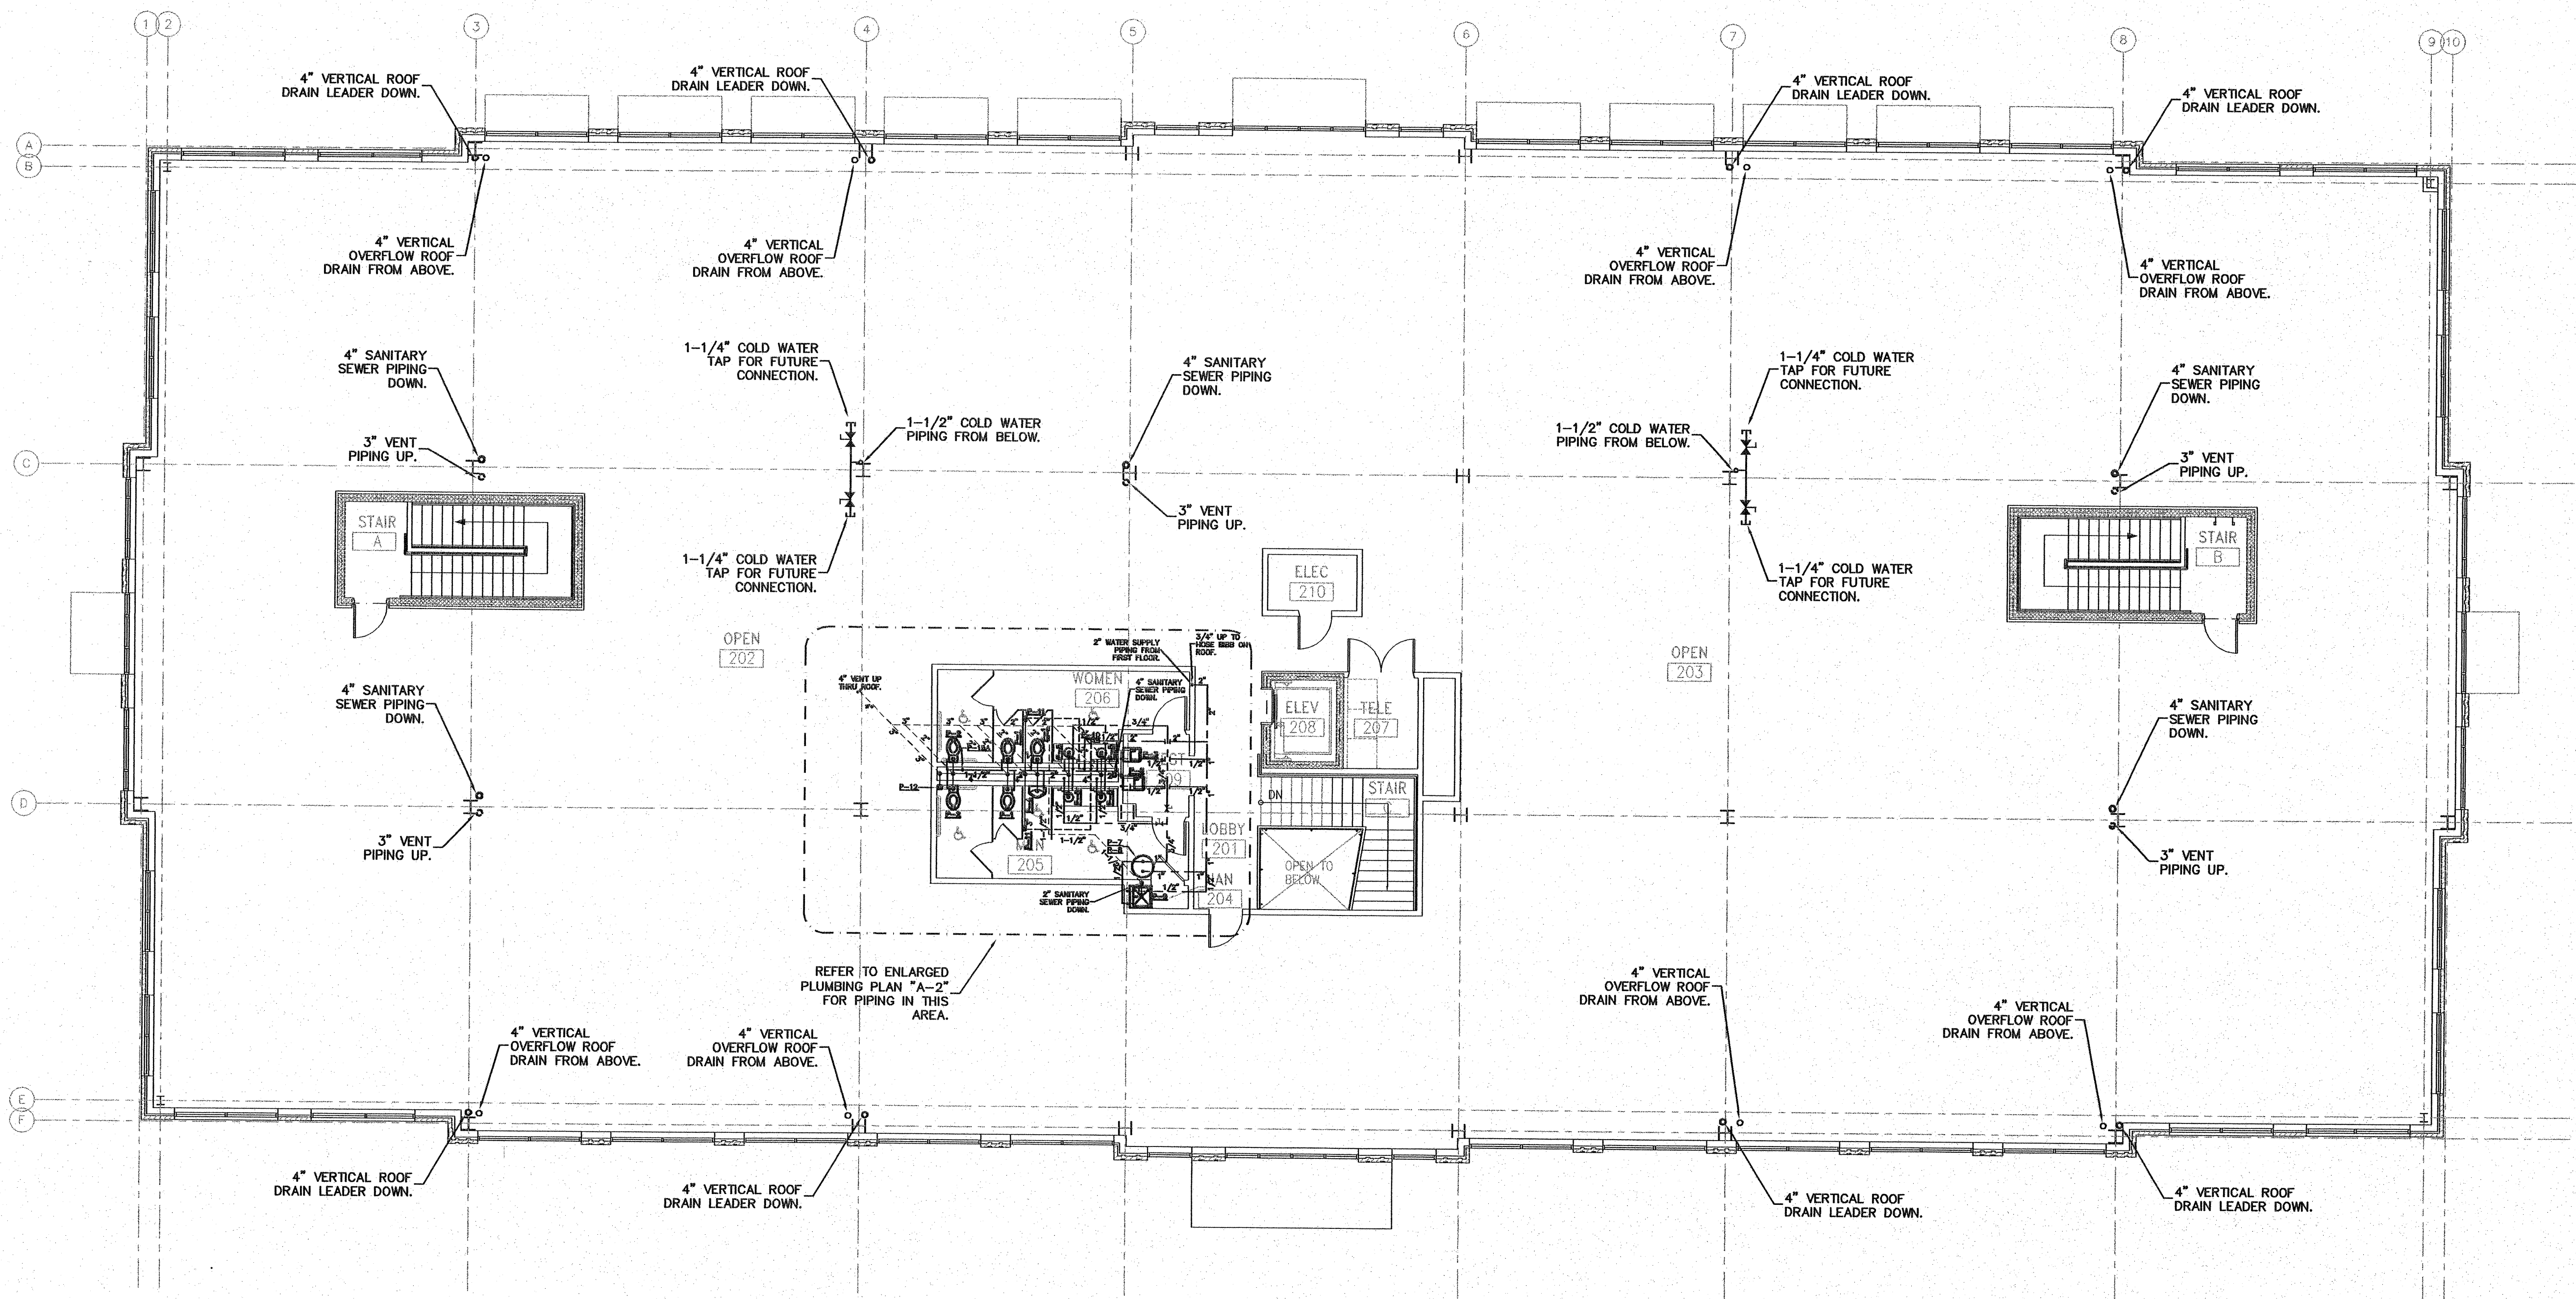 1
2
3
4
5
6
7
8
9
10
4" VERTICAL ROOF
DRAIN LEADER DOWN.
4" VERTICAL ROOF
DRAIN LEADER DOWN.
4" VERTICAL ROOF
DRAIN LEADER DOWN.
4" VERTICAL ROOF
DRAIN LEADER DOWN.
A
B
4" VERTICAL
OVERFLOW ROOF
DRAIN FROM ABOVE.
4" VERTICAL
OVERFLOW ROOF
DRAIN FROM ABOVE.
4" VERTICAL
OVERFLOW ROOF
DRAIN FROM ABOVE.
4" VERTICAL
OVERFLOW ROOF
DRAIN FROM ABOVE.
4" SANITARY
SEWER PIPING
DOWN.
1-1/4" COLD WATER
TAP FOR FUTURE
CONNECTION.
4" SANITARY
SEWER PIPING
DOWN.
1-1/4" COLD WATER
TAP FOR FUTURE
CONNECTION.
4" SANITARY
SEWER PIPING
DOWN.
3" VENT
PIPING UP.
1-1/2" COLD WATER
PIPING FROM BELOW.
1-1/2" COLD WATER
PIPING FROM BELOW.
3" VENT
PIPING UP.
C
3" VENT
PIPING UP.
STAIR
A
STAIR
B
1-1/4" COLD WATER
TAP FOR FUTURE
CONNECTION.
ELEC
210
1-1/4" COLD WATER
TAP FOR FUTURE
CONNECTION.
OPEN
202
OPEN
203
2" WATER SUPPLY
PIPING FROM
FIRST FLOOR.
3/4" UP TO
HOSE BIBB ON
ROOF.
4" VENT UP
THRU ROOF.
WOMEN
206
4" SANITARY
SEWER PIPING
DOWN.
ELEV
208
TELE
207
4" SANITARY
SEWER PIPING
DOWN.
4" SANITARY
SEWER PIPING
DOWN.
P-12
D
DN
STAIR
3" VENT
PIPING UP.
3" VENT
PIPING UP.
LOBBY
201
205
OPEN TO
BELOW
204
2" SANITARY
SEWER PIPING
DOWN.
REFER TO ENLARGED
PLUMBING PLAN "A-2"
FOR PIPING IN THIS
AREA.
4" VERTICAL
OVERFLOW ROOF
DRAIN FROM ABOVE.
4" VERTICAL
OVERFLOW ROOF
DRAIN FROM ABOVE.
4" VERTICAL
OVERFLOW ROOF
DRAIN FROM ABOVE.
4" VERTICAL
OVERFLOW ROOF
DRAIN FROM ABOVE.
E
F
4" VERTICAL ROOF
DRAIN LEADER DOWN.
4" VERTICAL ROOF
DRAIN LEADER DOWN.
4" VERTICAL ROOF
DRAIN LEADER DOWN.
4" VERTICAL ROOF
DRAIN LEADER DOWN.